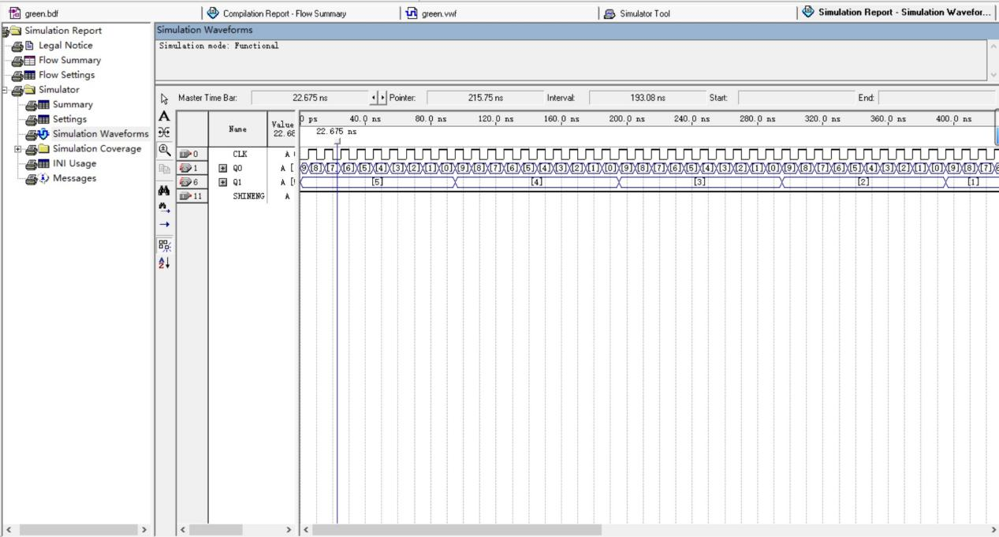 green.bdf
Compilation Report - Flow Summary
green.vwf
Simulator Tool
Simulation Report - Simulation Wavefor...
Simulation Report
Legal Notice
Flow Summary
Flow Settings
Simulator
Summary
Settings
Simulation Waveforms
Simulation Coverage
INI Usage
Messages
Simulation Waveforms
Simulation mode: Functional
Master Time Bar: 22.675 ns Pointer: 215.75 ns Interval: 193.08 ns Start: End:
Name
Value
22.68
0 ps 40.0 ns 80.0 ns 120.0 ns 160.0 ns 200.0 ns 240.0 ns 280.0 ns 320.0 ns 360.0 ns 400.0 ns
22.675 ns
0 CLK A
1 Q0 A [ 9 [8] [7] [6] [5] [4] [3] [2] [1] [0] [9] [8] [7] [6] [5] [4] [3] [2] [1] [0] [9] [8] [7] [6] [5] [4] [3] [2] [1] [0] [9] [8] [7] [6] [5] [4] [3] [2] [1] [0] [9] [8] [7]
6 Q1 A [ [5] [4] [3] [2] [1]
11 SHINENG A